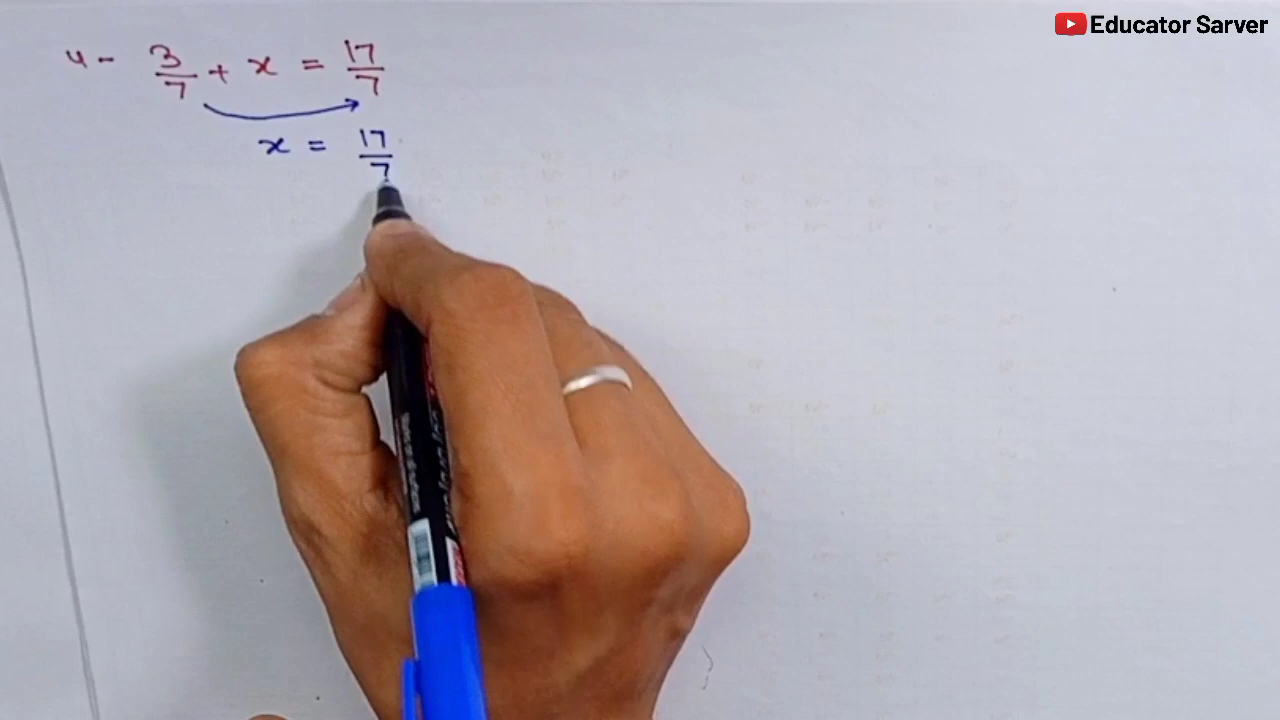 Educator Sarver
4- 3/7 + x = 17/7
x = 17/7